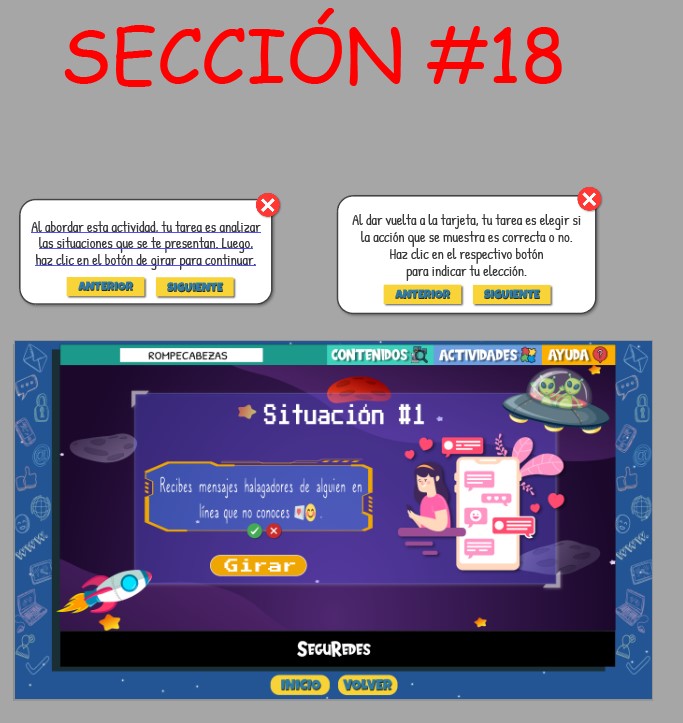 SECCIÓN #18
Al abordar esta actividad, tu tarea es analizar
las situaciones que se te presentan. Luego,
haz clic en el botón de girar para continuar.
ANTERIOR SIGUIENTE
Al dar vuelta a la tarjeta, tu tarea es elegir si
la acción que se muestra es correcta o no.
Haz clic en el respectivo botón
para indicar tu elección.
ANTERIOR SIGUIENTE
ROMPECABEZAS CONTENIDOS ACTIVIDADES AYUDA
Situación #1
Recibes mensajes halagadores de alguien en
línea que no conoces .
Girar
SEGUREDES
INICIO VOLVER